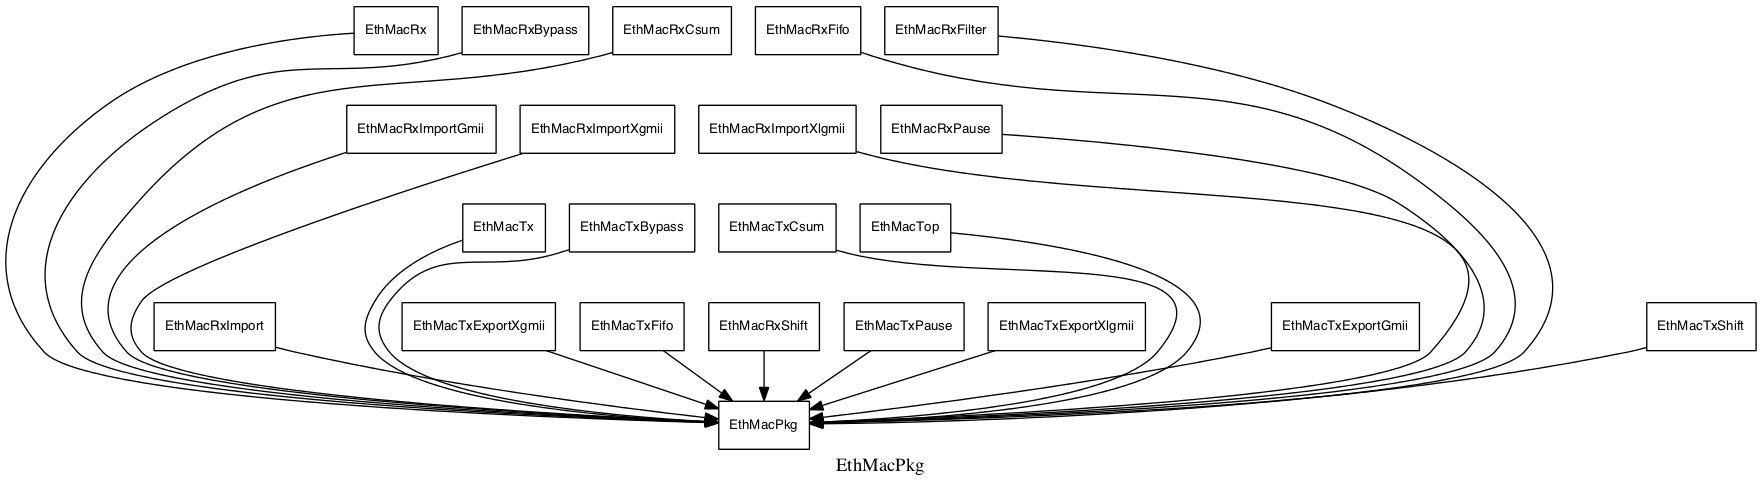 EthMacRx
EthMacRxBypass
EthMacRxCsum
EthMacRxFifo
EthMacRxFilter
EthMacRxImportGmii
EthMacRxImportXgmii
EthMacRxImportXlgmii
EthMacRxPause
EthMacTx
EthMacTxBypass
EthMacTxCsum
EthMacTop
EthMacRxImport
EthMacTxExportXgmii
EthMacTxFifo
EthMacRxShift
EthMacTxPause
EthMacTxExportXlgmii
EthMacTxExportGmii
EthMacTxShift
EthMacPkg
EthMacPkg